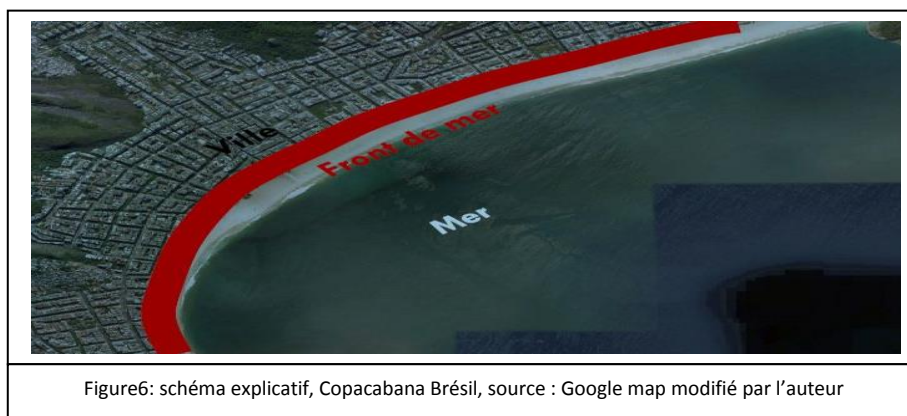 Ville
Front de mer
Mer
Figure6: schéma explicatif, Copacabana Brésil, source : Google map modifié par l’auteur